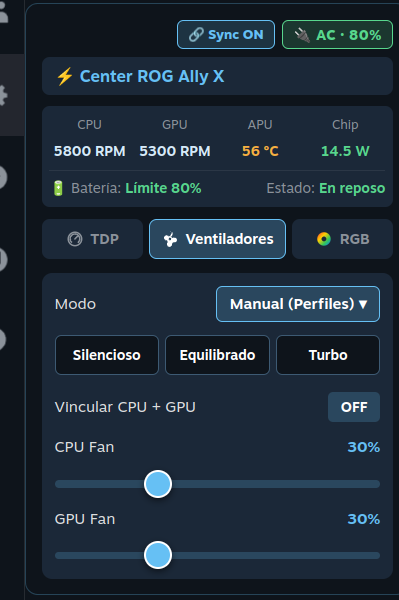 🔗 Sync ON 🔌 AC · 80%
⚡ Center ROG Ally X
CPU GPU APU Chip
5800 RPM 5300 RPM 56 °C 14.5 W
🔋 Batería: Límite 80% Estado: En reposo
TDP Ventiladores RGB
Modo Manual (Perfiles) ▾
Silencioso Equilibrado Turbo
Vincular CPU + GPU OFF
CPU Fan 30%
GPU Fan 30%